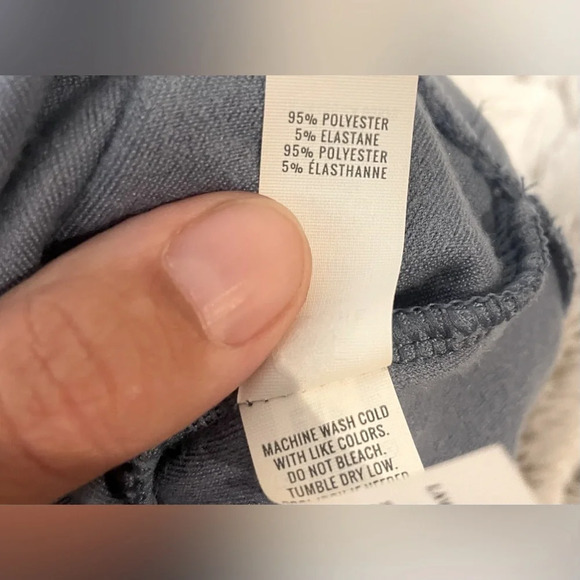 95% POLYESTER
5% ELASTANE
95% POLYESTER
5% ÉLASTHANNE
MACHINE WASH COLD
WITH LIKE COLORS.
DO NOT BLEACH.
TUMBLE DRY LOW.